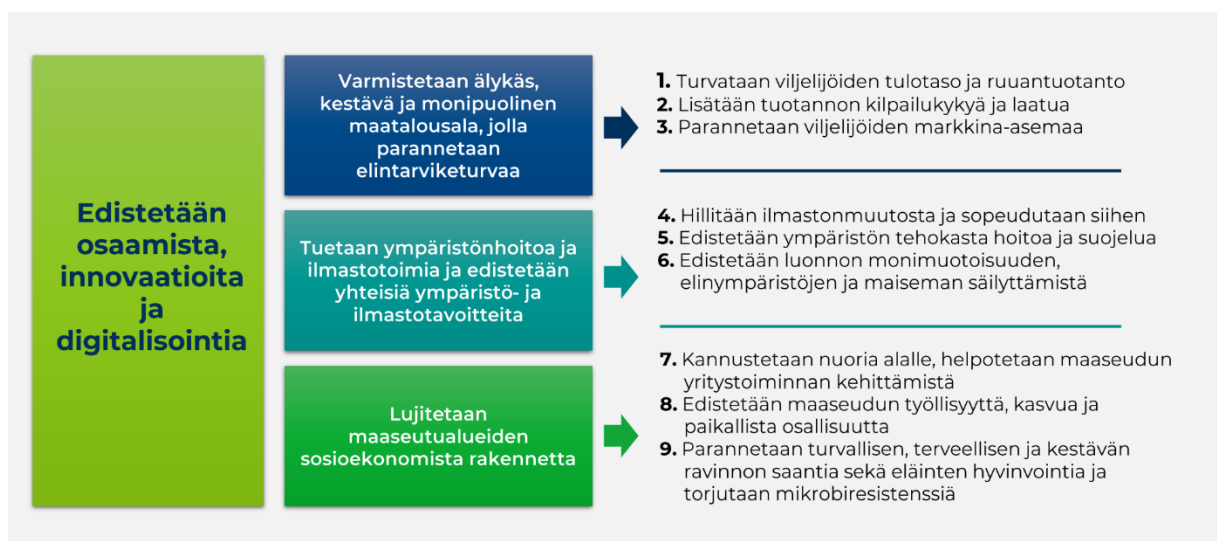 Edistetään
osaamista,
innovaatioita
ja
digitalisointia
Varmistetaan älykäs,
kestävä ja monipuolinen
maatalousala, jolla
parannetaan
elintarviketurvaa
1. Turvataan viljelijöiden tulotaso ja ruuantuotanto
2. Lisätään tuotannon kilpailukykyä ja laatua
3. Parannetaan viljelijöiden markkina-asemaa
Tuetaan ympäristönhoitoa ja
ilmastotoimia ja edistetään
yhteisiä ympäristö- ja
ilmastotavoitteita
4. Hillitään ilmastonmuutosta ja sopeudutaan siihen
5. Edistetään ympäristön tehokasta hoitoa ja suojelua
6. Edistetään luonnon monimuotoisuuden,
elinympäristöjen ja maiseman säilyttämistä
Lujitetaan
maaseutualueiden
sosioekonomista rakennetta
7. Kannustetaan nuoria alalle, helpotetaan maaseudun
yritystoiminnan kehittämistä
8. Edistetään maaseudun työllisyyttä, kasvua ja
paikallista osallisuutta
9. Parannetaan turvallisen, terveellisen ja kestävän
ravinnon saantia sekä eläinten hyvinvointia ja
torjutaan mikrobiresistenssiä